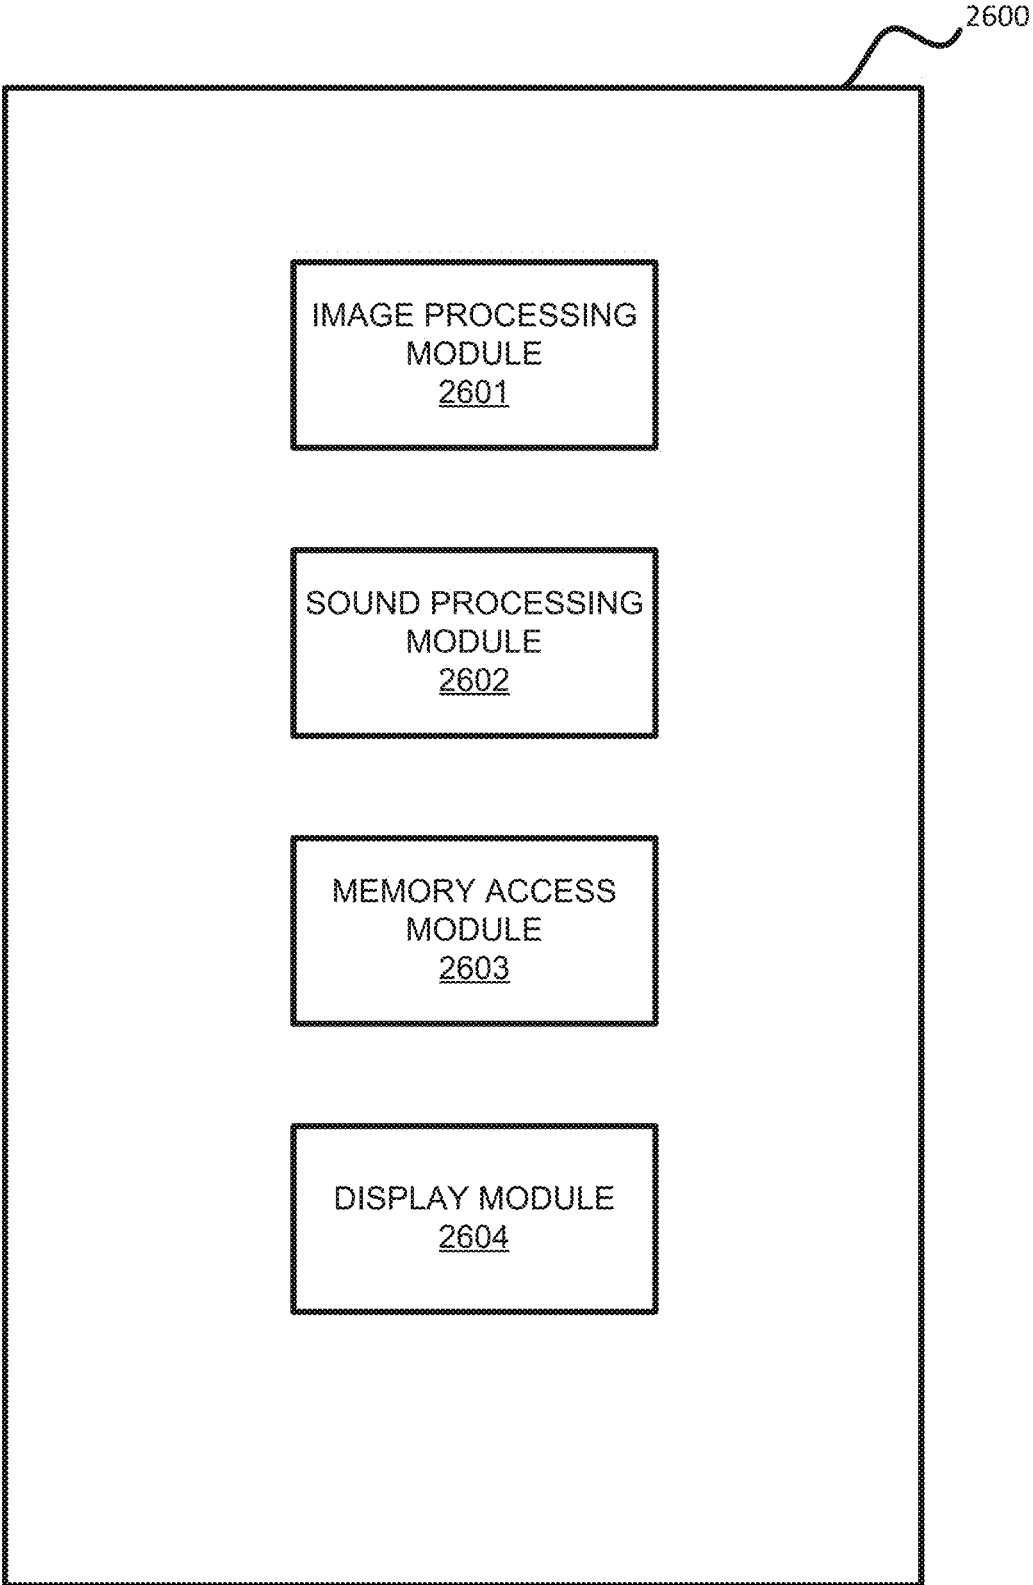 2600
IMAGE PROCESSING
MODULE
2601
SOUND PROCESSING
MODULE
2602
MEMORY ACCESS
MODULE
2603
DISPLAY MODULE
2604